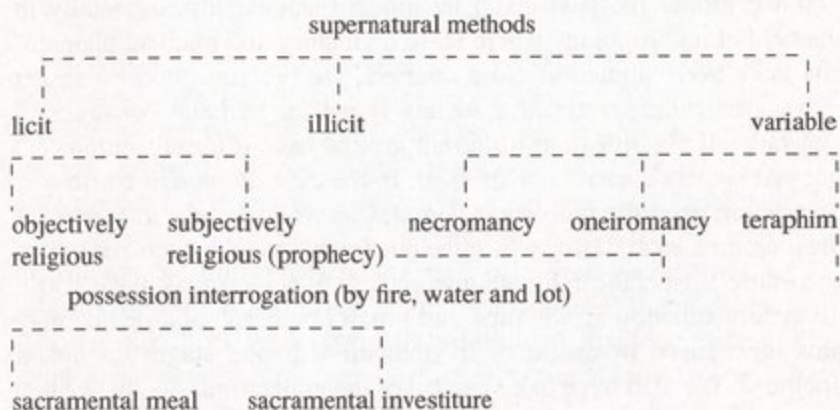 supernatural methods
licit illicit variable
objectively subjectively necromancy oneiromancy teraphim
religious religious (prophecy)
possession interrogation (by fire, water and lot)
sacramental meal sacramental investiture